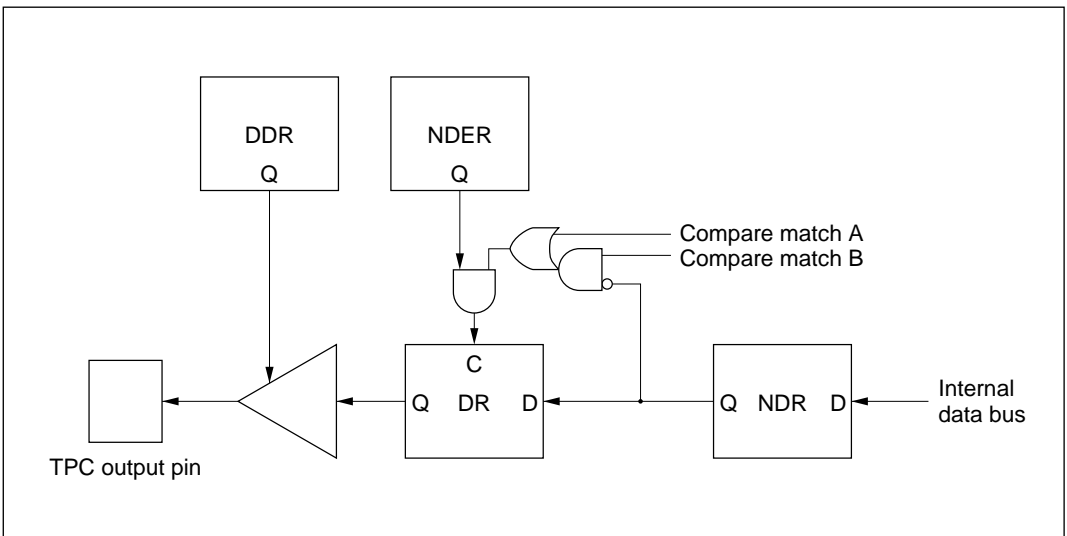 DDR
Q
NDER
Q
Compare match A
Compare match B
C
Q DR D
Q NDR D
Internal
data bus
TPC output pin